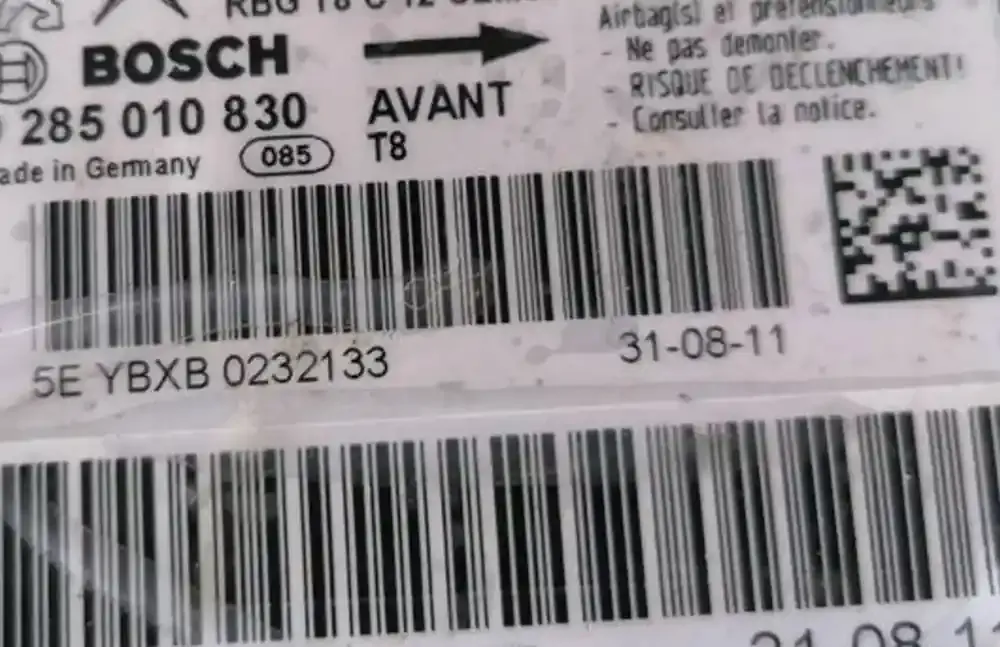 BOSCH
285 010 830
ade in Germany
085
AVANT
T8
Airbag(s) et prétensionneurs
- Ne pas demonter.
- RISQUE DE DECLENCHEMENT!
- Consulter la notice.
5E YBXB 0232133
31-08-11